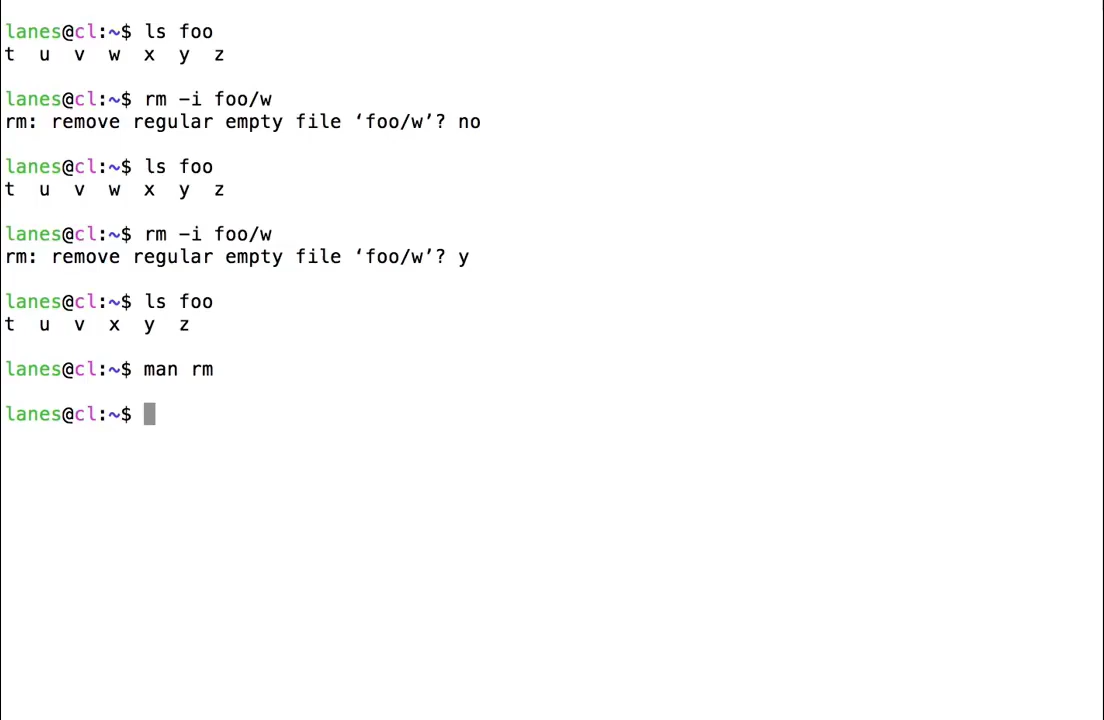 lanes@cl:~$ ls foo
t  u  v  w  x  y  z
lanes@cl:~$ rm -i foo/w
rm: remove regular empty file ‘foo/w’? no
lanes@cl:~$ ls foo
t  u  v  w  x  y  z
lanes@cl:~$ rm -i foo/w
rm: remove regular empty file ‘foo/w’? y
lanes@cl:~$ ls foo
t  u  v  x  y  z
lanes@cl:~$ man rm
lanes@cl:~$